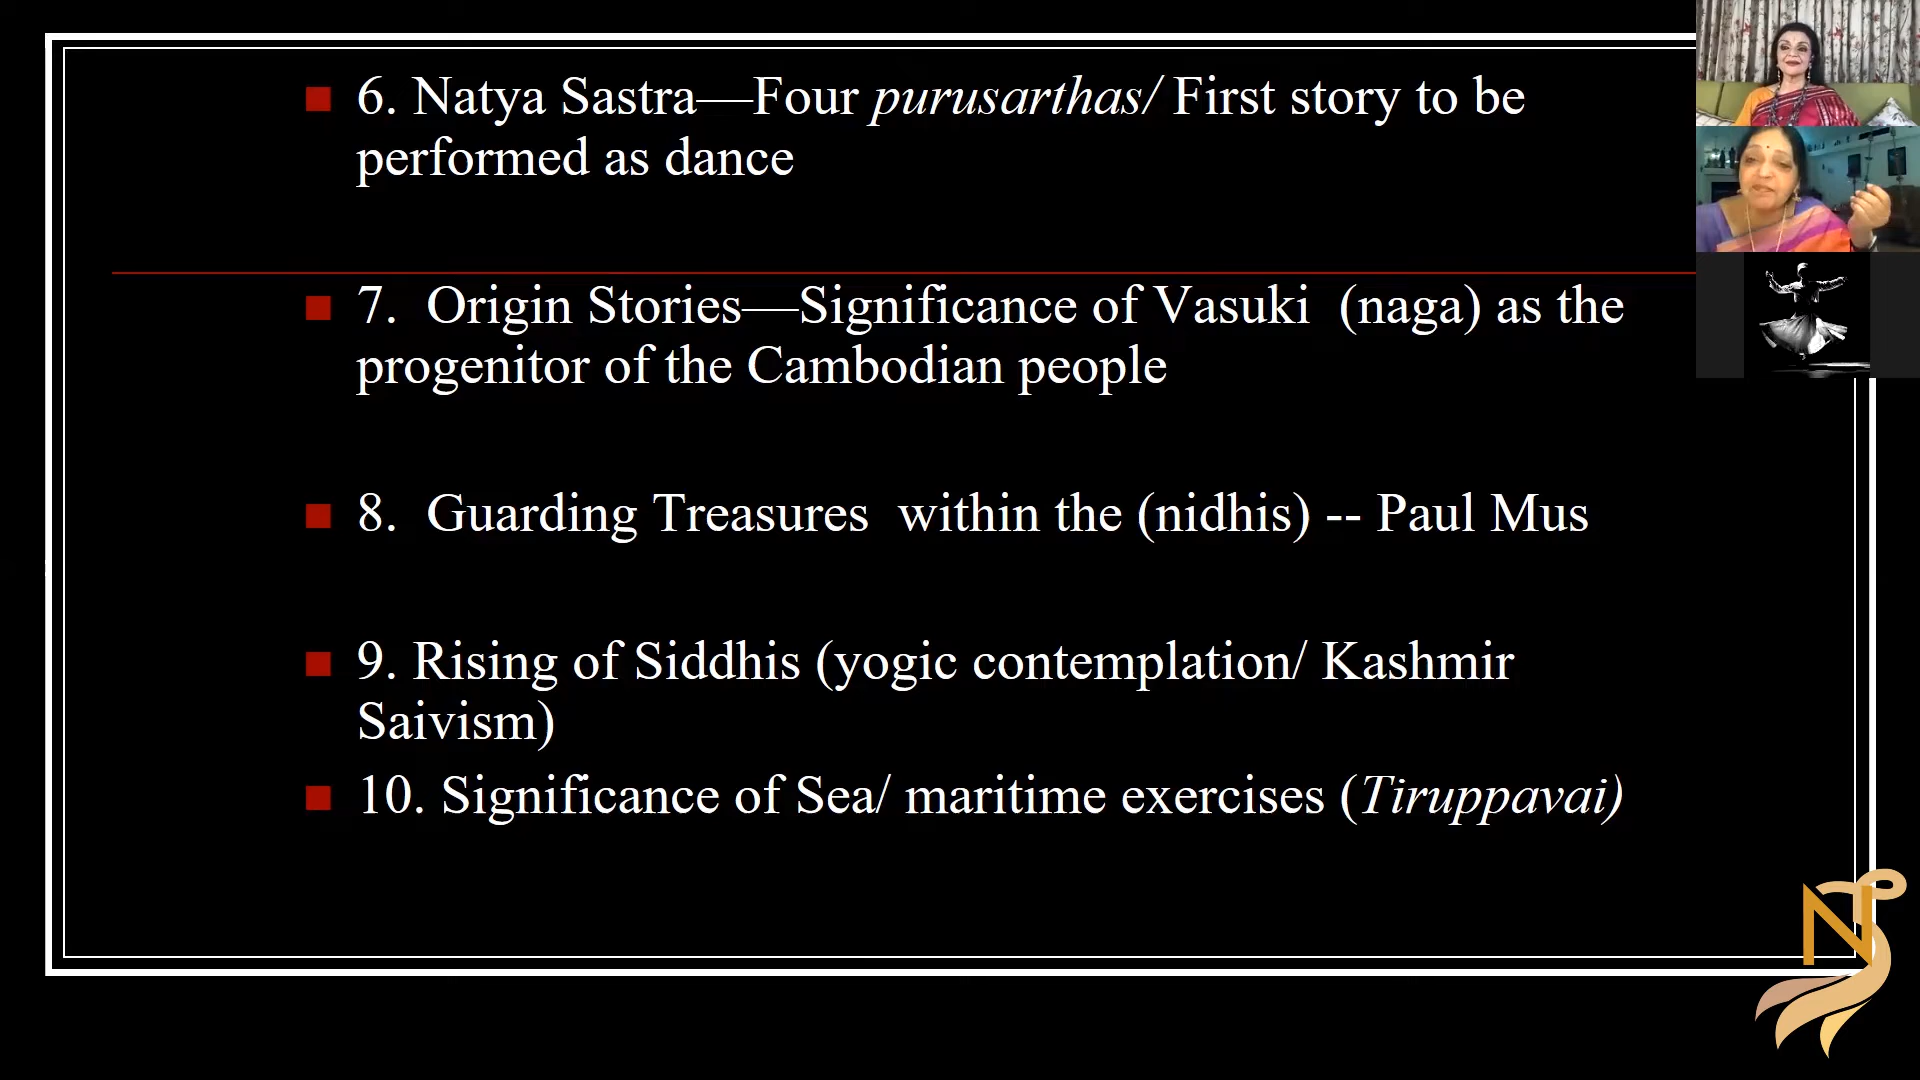 6. Natya Sastra—Four purusarthas/ First story to be
performed as dance
7.  Origin Stories—Significance of Vasuki  (naga) as the
progenitor of the Cambodian people
8.  Guarding Treasures  within the (nidhis) -- Paul Mus
9. Rising of Siddhis (yogic contemplation/ Kashmir
Saivism)
10. Significance of Sea/ maritime exercises (Tiruppavai)
N